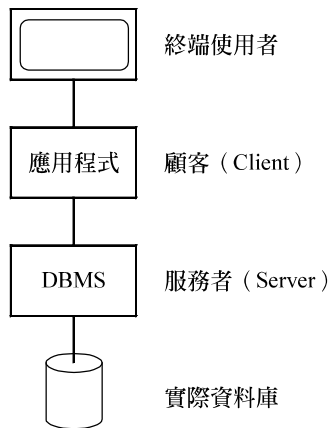 終端使用者
應用程式 顧客（Client）
DBMS 服務者（Server）
實際資料庫